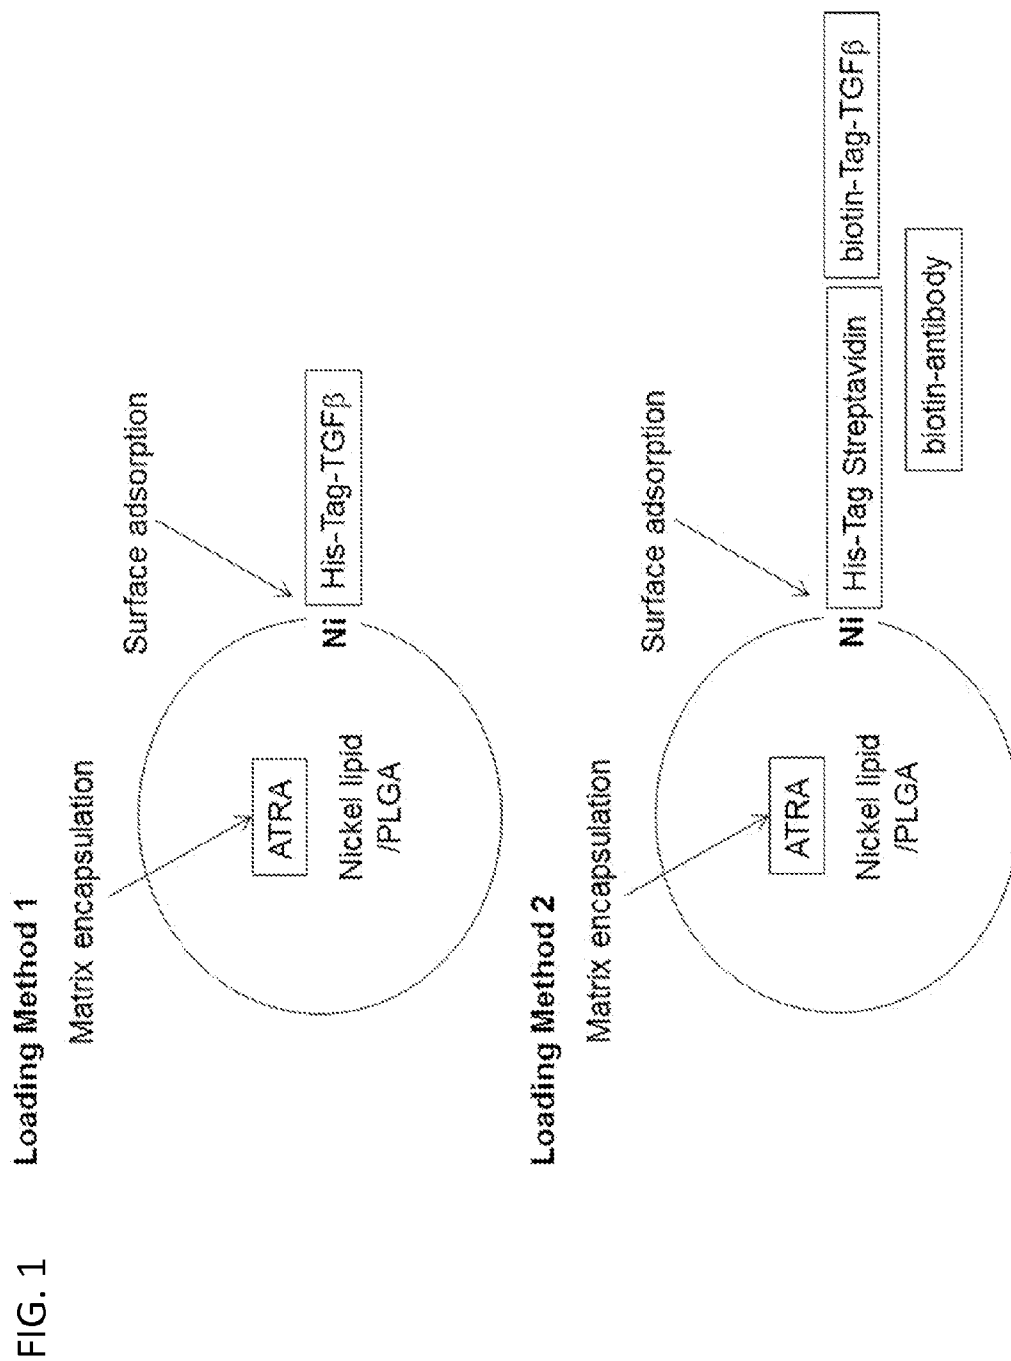 FIG. 1
Loading Method 1
Matrix encapsulation
Surface adsorption
ATRA
Nickel lipid
/PLGA
Ni
His-Tag-TGFβ
Loading Method 2
Matrix encapsulation
Surface adsorption
ATRA
Nickel lipid
/PLGA
Ni
His-Tag Streptavidin
biotin-Tag-TGFβ
biotin-antibody